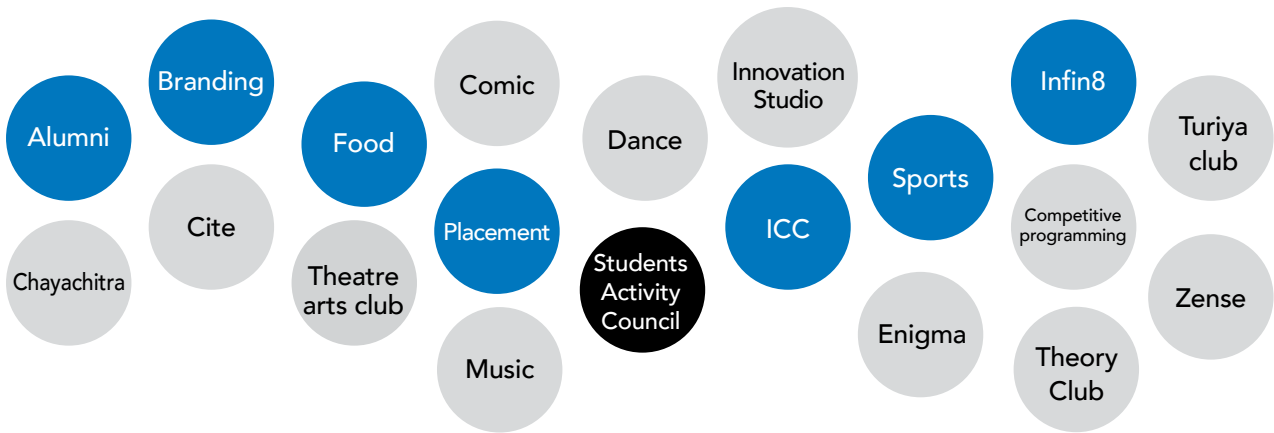 Alumni
Chayachitra
Branding
Cite
Food
Theatre
arts club
Comic
Placement
Music
Dance
Students
Activity
Council
Innovation
Studio
ICC
Sports
Enigma
Infin8
Competitive
programming
Theory
Club
Turiya
club
Zense